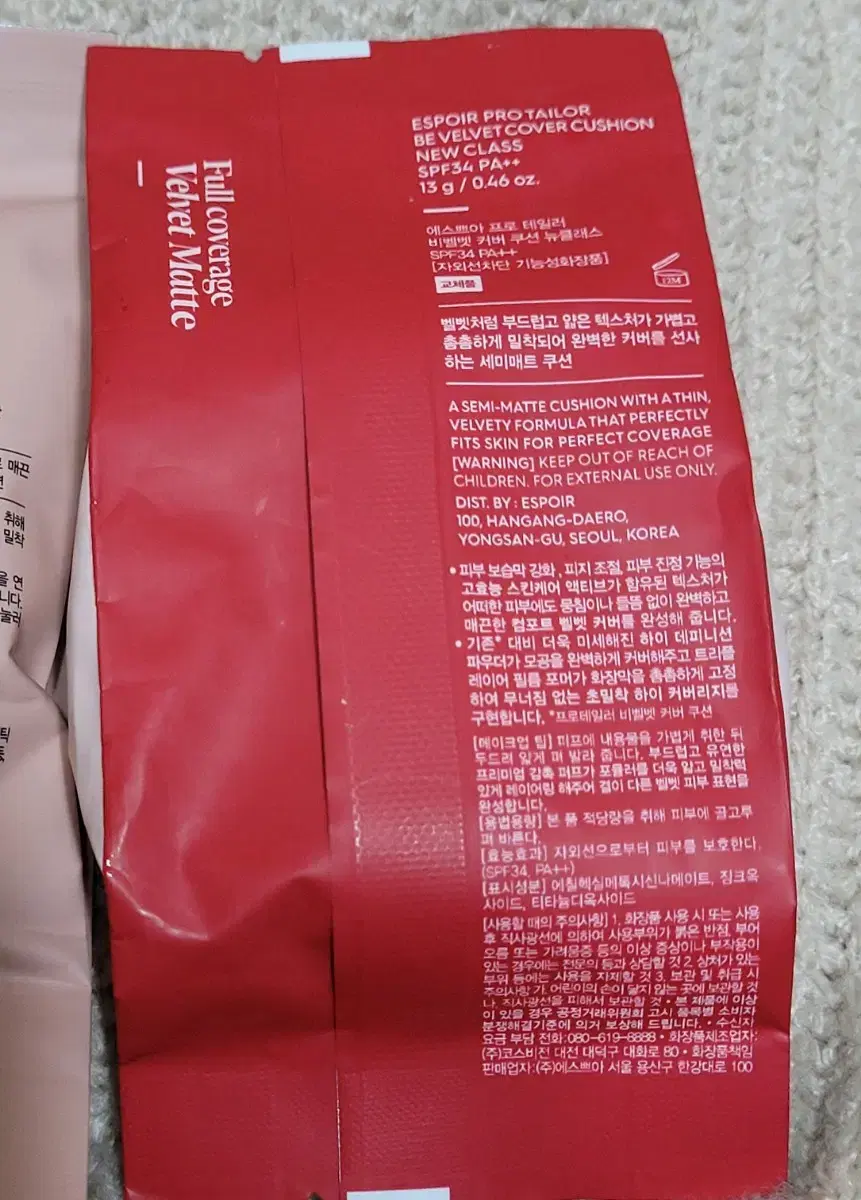 Full coverage
Velvet Matte
ESPOIR PRO TAILOR
BE VELVET COVER CUSHION
NEW CLASS
SPF34 PA++
13 g / 0.46 oz.
에스쁘아 프로 테일러
비벨벳 커버 쿠션 뉴클래스
SPF34 PA++
[자외선차단 기능성화장품]
교체품
12M
벨벳처럼 부드럽고 얇은 텍스처가 가볍고
촘촘하게 밀착되어 완벽한 커버를 선사
하는 세미매트 쿠션
A SEMI-MATTE CUSHION WITH A THIN,
VELVETY FORMULA THAT PERFECTLY
FITS SKIN FOR PERFECT COVERAGE
[WARNING] KEEP OUT OF REACH OF
CHILDREN. FOR EXTERNAL USE ONLY.
DIST. BY : ESPOIR
100, HANGANG-DAERO,
YONGSAN-GU, SEOUL, KOREA
• 피부 보습막 강화, 피지 조절, 피부 진정 기능의
고효능 스킨케어 액티브가 함유된 텍스처가
어떠한 피부에도 뭉침이나 들뜸 없이 완벽하고
매끈한 컴포트 벨벳 커버를 완성해 줍니다.
• 기존* 대비 더욱 미세해진 하이 데피니션
파우더가 모공을 완벽하게 커버해주고 트리플
레이어 필름 포머가 화장막을 촘촘하게 고정
하여 무너짐 없는 초밀착 하이 커버리지를
구현합니다. *프로테일러 비벨벳 커버 쿠션
[메이크업 팁] 퍼프에 내용물을 가볍게 취한 뒤
두드려 얇게 펴 발라 줍니다. 부드럽고 유연한
프리미엄 감촉 퍼프가 포뮬러를 더욱 얇고 밀착력
있게 레이어링 해주어 결이 다른 벨벳 피부 표현을
완성합니다.
[용법용량] 본 품 적당량을 취해 피부에 골고루
펴 바른다.
[효능효과] 자외선으로부터 피부를 보호한다.
(SPF34, PA++)
[표시성분] 에칠헥실메톡시신나메이트, 징크옥
사이드, 티타늄디옥사이드
[사용할 때의 주의사항] 1. 화장품 사용 시 또는 사용
후 직사광선에 의하여 사용부위가 붉은 반점, 부어
오름 또는 가려움증 등의 이상 증상이나 부작용이
있는 경우에는 전문의 등과 상담할 것 2. 상처가 있는
부위 등에는 사용을 자제할 것 3. 보관 및 취급 시
주의사항 가. 어린이의 손이 닿지 않는 곳에 보관할 것
나. 직사광선을 피해서 보관할 것 • 본 제품에 이상
이 있을 경우 공정거래위원회 고시 품목별 소비자
분쟁해결기준에 의거 보상해 드립니다. • 수신자
요금 부담 전화:080-619-8888 • 화장품제조업자:
(주)코스비전 대전 대덕구 대화로 80 • 화장품책임
판매업자:(주)에스쁘아 서울 용산구 한강대로 100
매끈
취해
밀착
을 연
니다.
눌러